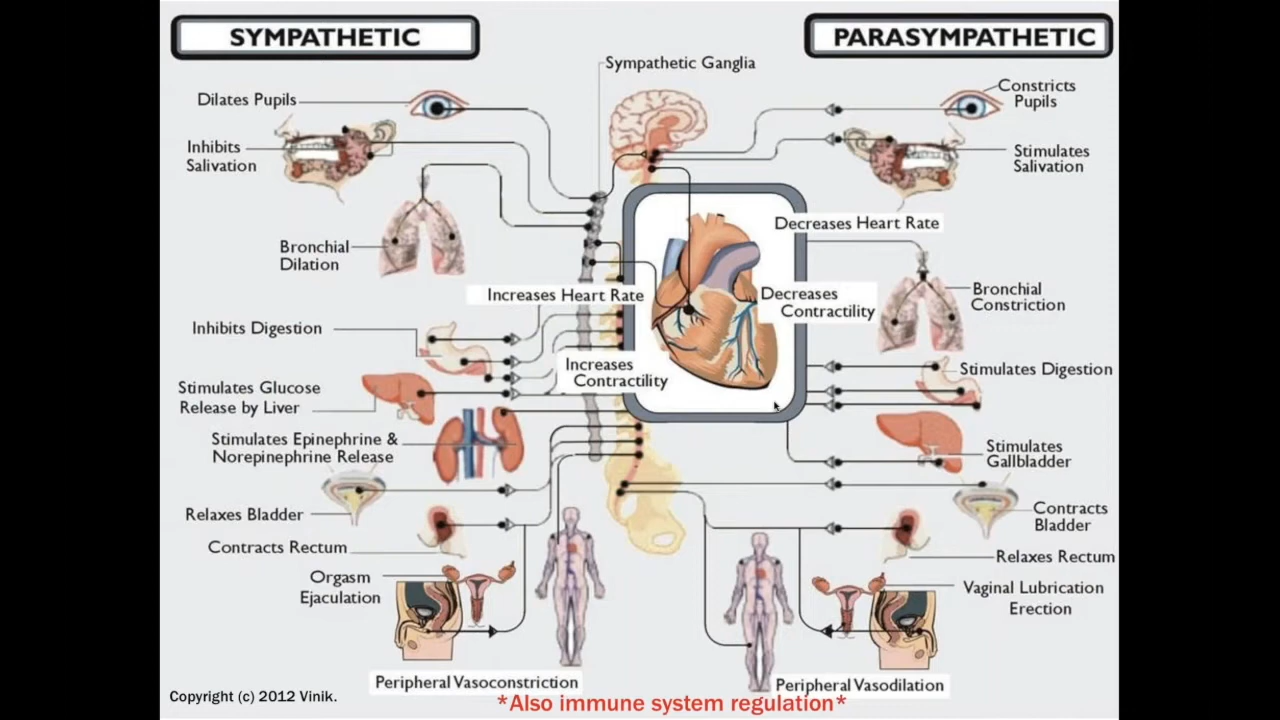 SYMPATHETIC
PARASYMPATHETIC
Sympathetic Ganglia
Dilates Pupils
Constricts
Pupils
Inhibits
Salivation
Stimulates
Salivation
Decreases Heart Rate
Bronchial
Dilation
Increases Heart Rate
Decreases
Contractility
Bronchial
Constriction
Inhibits Digestion
Increases
Contractility
Stimulates Digestion
Stimulates Glucose
Release by Liver
Stimulates Epinephrine &
Norepinephrine Release
Stimulates
Gallbladder
Relaxes Bladder
Contracts
Bladder
Contracts Rectum
Relaxes Rectum
Orgasm
Ejaculation
Vaginal Lubrication
Erection
Peripheral Vasoconstriction
Peripheral Vasodilation
Copyright (c) 2012 Vinik.
*Also immune system regulation*